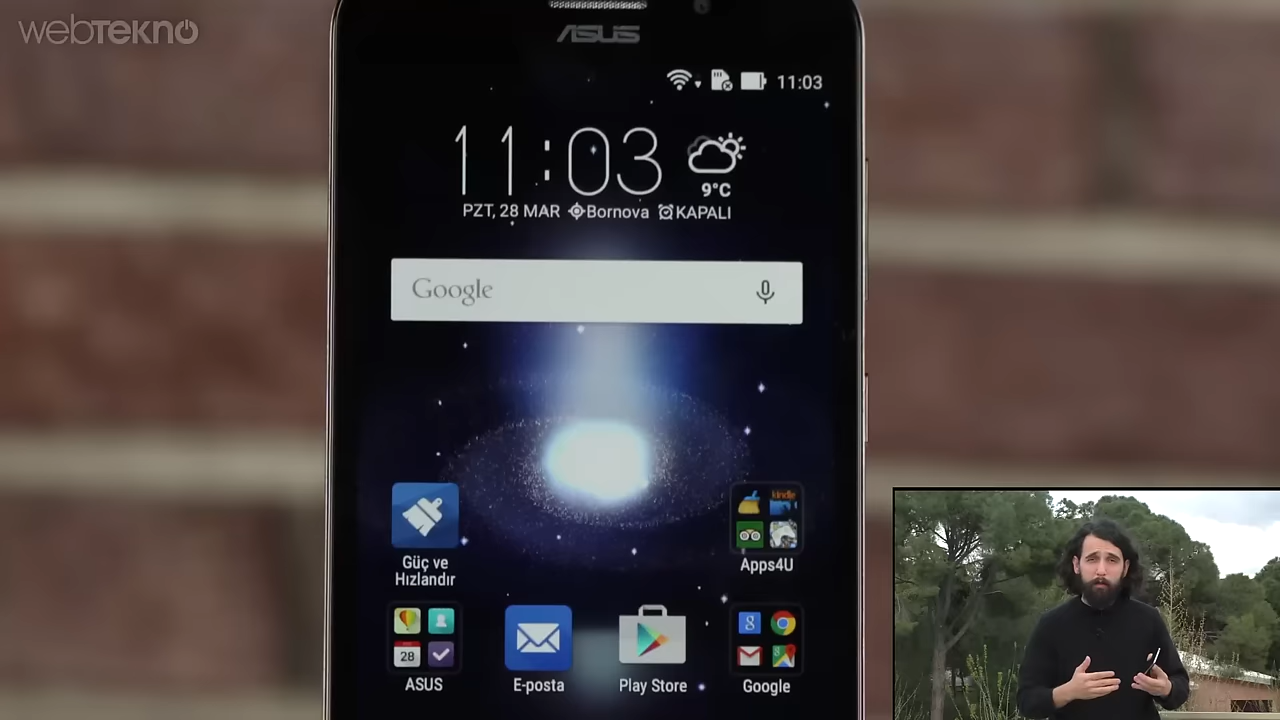 webTEKNO
ASUS
11:03
11:03
9°C
PZT, 28 MAR Bornova KAPALI
Google
kindle
Güç ve
Hızlandır
Apps4U
28
8
ASUS
E-posta
Play Store
Google